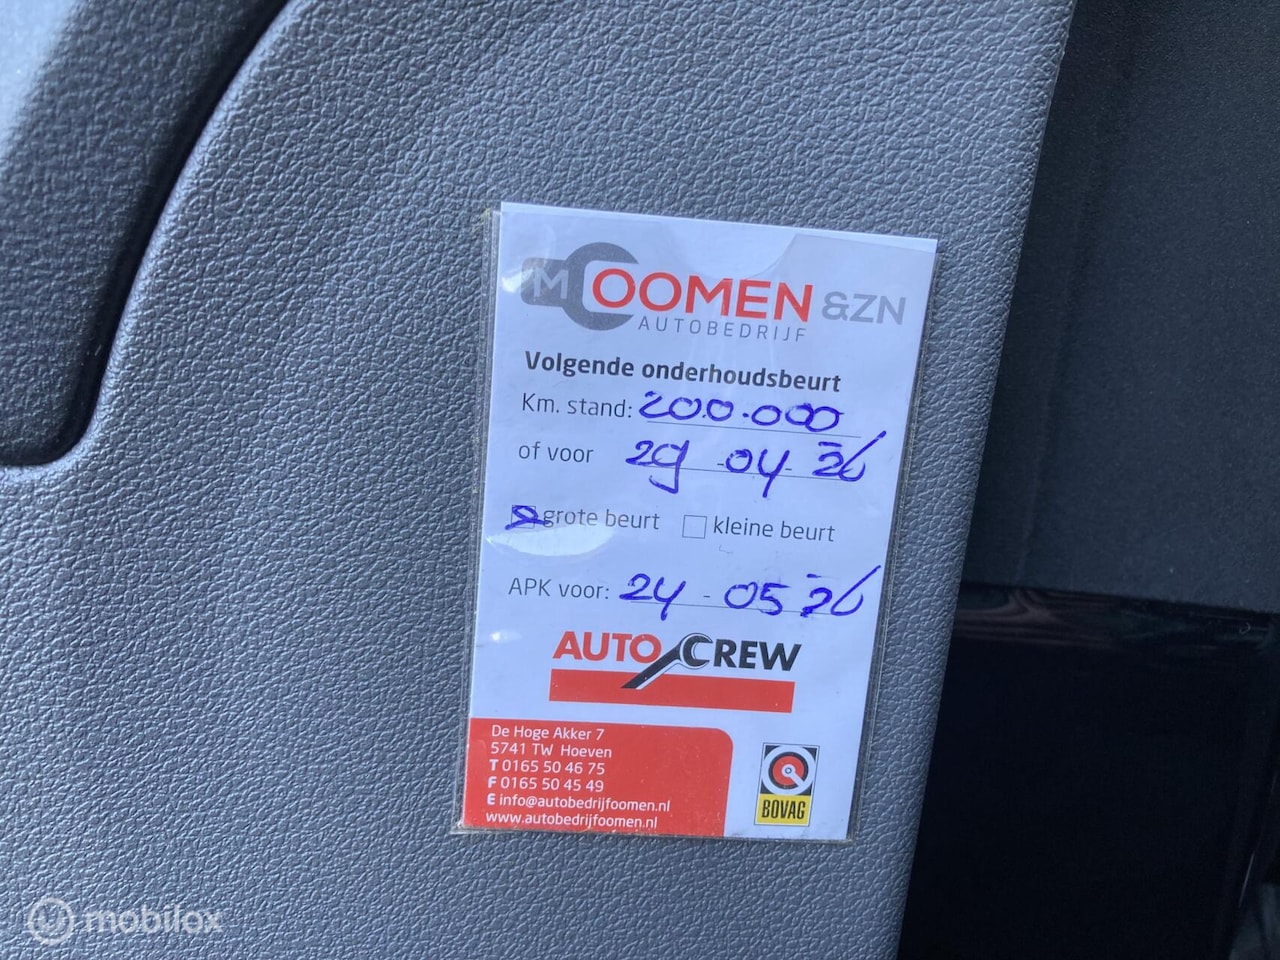 M OOMEN &ZN
AUTOBEDRIJF
Volgende onderhoudsbeurt
Km. stand: 200.000
of voor 29-04-26
grote beurt kleine beurt
APK voor: 24-05-26
AUTO CREW
De Hoge Akker 7
5741 TW Hoeven
T 0165 50 46 75
F 0165 50 45 49
E info@autobedrijfoomen.nl
www.autobedrijfoomen.nl
BOVAG
mobilox